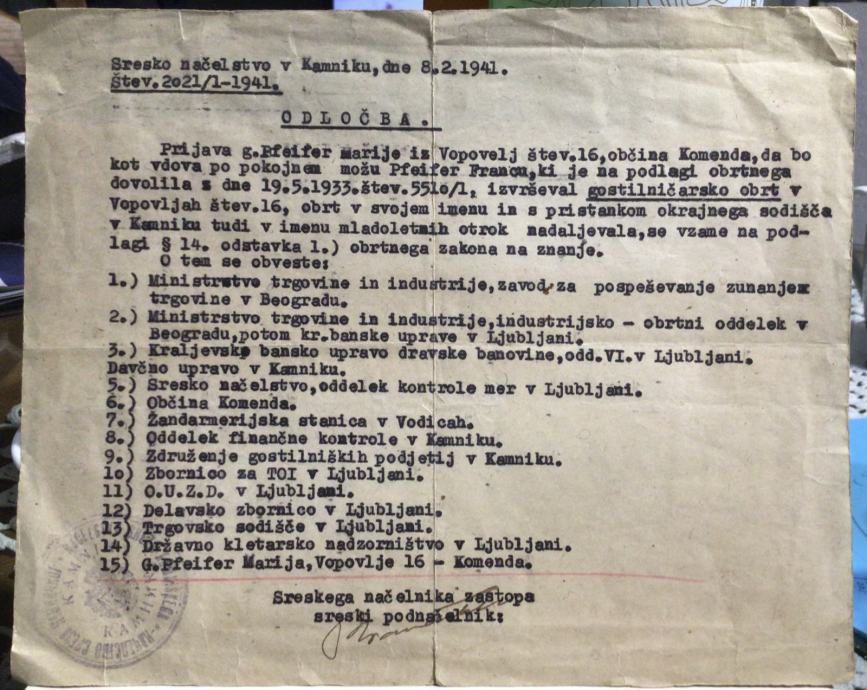 Sresko načelstvo v Kamniku,dne 8.2.1941.
Štev.2o21/1-1941.
O D L O Č B A .
Prijava g.Pfeifer Marije iz Vopovelj štev.16,občina Komenda,da bo
kot vdova po pokojnem možu Pfeifer Francu,ki je na podlagi obrtnega
dovolila z dne 19.5.1933.štev.551o/1, izvrševal gostilničarsko obrt v
Vopovljah štev.16, obrt v svojem imenu in s pristankom okrajnega sodišča
v Kamniku tudi v imenu mladoletnih otrok nadaljevala,se vzame na pod-
lagi § 14. odstavka 1.) obrtnega zakona na znanje.
O tem se obveste:
1.) Ministrstvo trgovine in industrije,zavod za pospeševanje zunanjem
trgovine v Beogradu.
2.) Ministrstvo trgovine in industrije,industrijsko - obrtni oddelek v
Beogradu,potom kr.banske uprave v Ljubljani.
3.) Kraljevsko bansko upravo dravske banovine,odd.VI.v Ljubljani.
Davčno upravo v Kamniku.
5.) Sresko načelstvo,oddelek kontrole mer v Ljubljani.
6.) Občina Komenda.
7.) Žandarmerijska stanica v Vodicah.
8.) Oddelek finančne kontrole v Kamniku.
9.) Združenje gostilniških podjetij v Kamniku.
1o) Zbornico za TOI v Ljubljani.
11) O.U.Z.D. v Ljubljani.
12) Delavsko zbornico v Ljubljani.
13) Trgovsko sodišče v Ljubljani.
14) Državno kletarsko nadzorništvo v Ljubljani.
15) G.Pfeifer Marija,Vopovlje 16 - Komenda.
Sreskega načelnika zastopa
sreski podnačelnik: